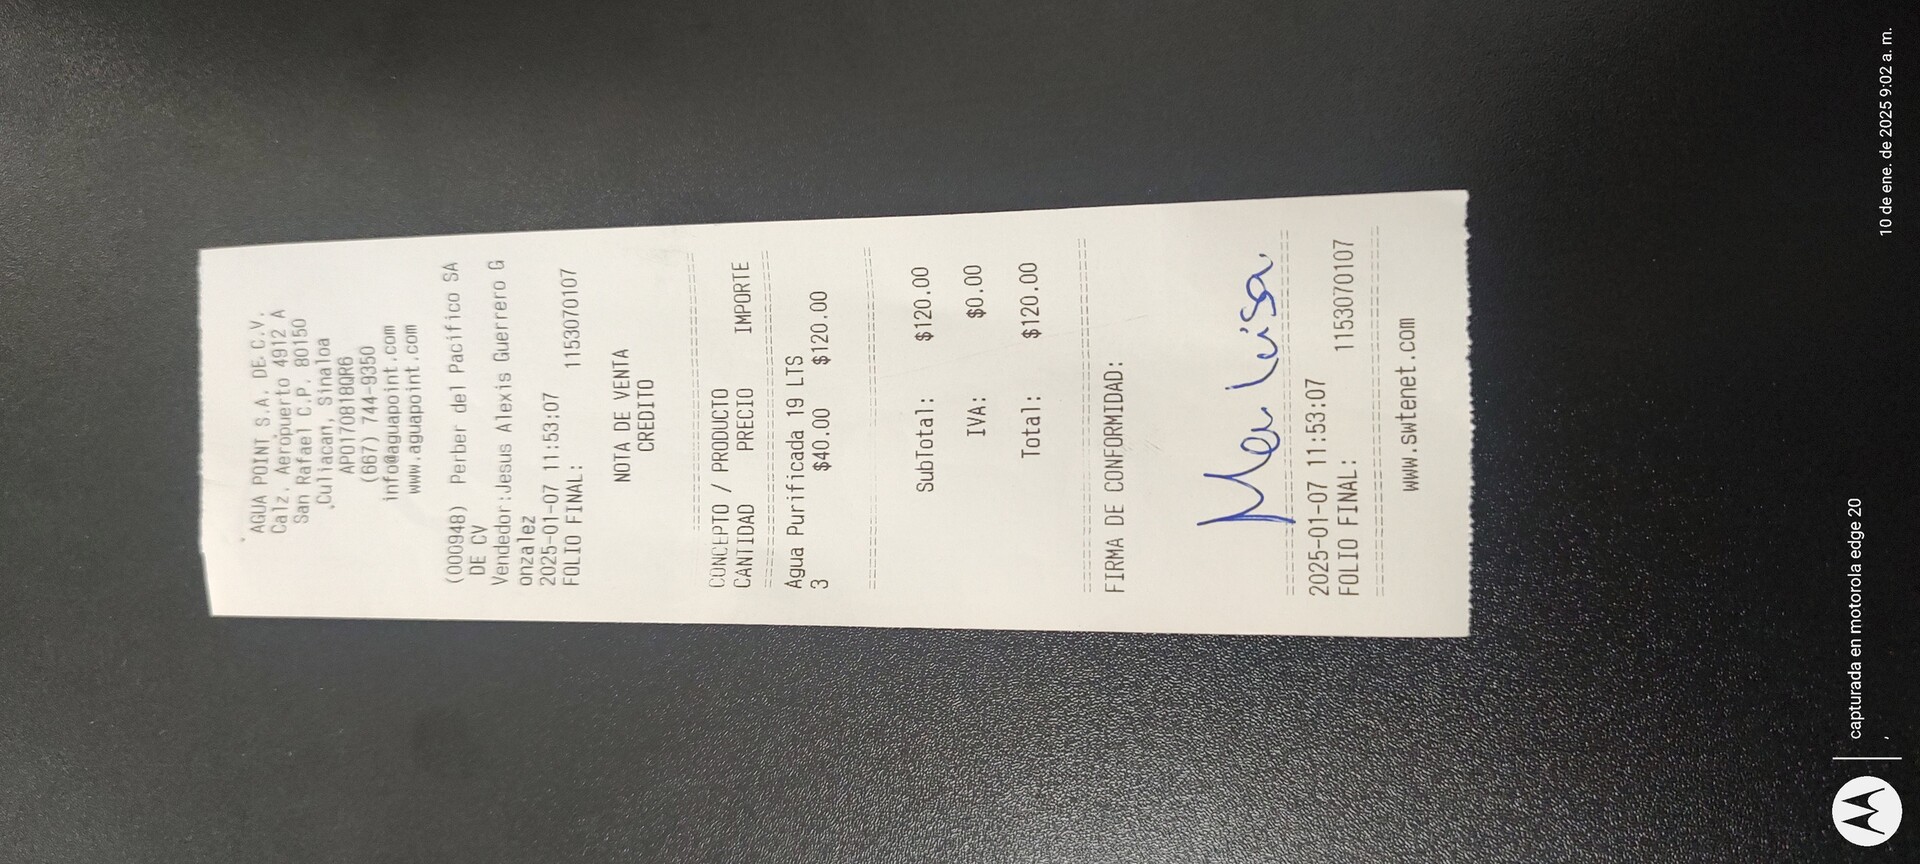 AGUA POINT S.A. DE C.V.
Calz. Aeropuerto 4912 A
San Rafael C.P. 80150
,Culiacan, Sinaloa
APO170818QR6
(667) 744-9350
info@aguapoint.com
www.aguapoint.com
(000948) Perber del Pacifico SA
DE CV
Vendedor:Jesus Alexis Guerrero G
onzalez
2025-01-07 11:53:07
FOLIO FINAL: 1153070107
NOTA DE VENTA
CREDITO
CONCEPTO / PRODUCTO
CANTIDAD PRECIO IMPORTE
Agua Purificada 19 LTS
3 $40.00 $120.00
SubTotal: $120.00
IVA: $0.00
Total: $120.00
FIRMA DE CONFORMIDAD:
Ma Luisa
2025-01-07 11:53:07
FOLIO FINAL: 1153070107
www.swtenet.com
capturada en motorola edge 20
,
10 de ene. de 2025 9:02 a. m.